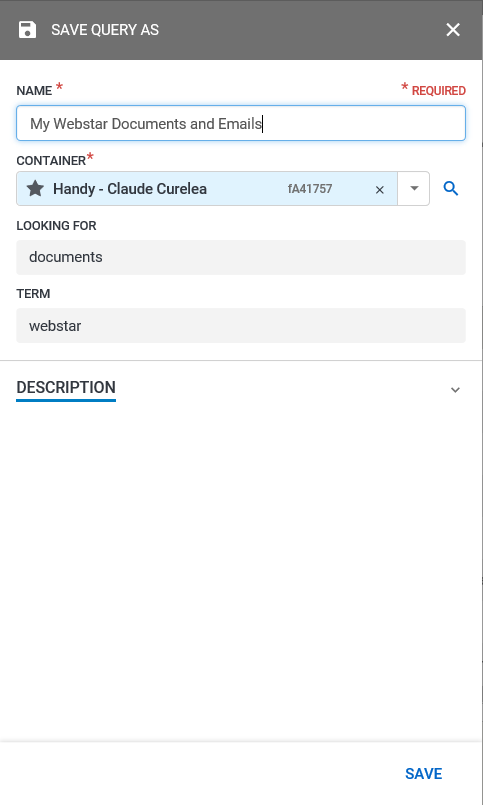 SAVE QUERY AS
NAME * * REQUIRED
My Webstar Documents and Emails
CONTAINER*
Handy - Claude Curelea fA41757
LOOKING FOR
documents
TERM
webstar
DESCRIPTION
SAVE